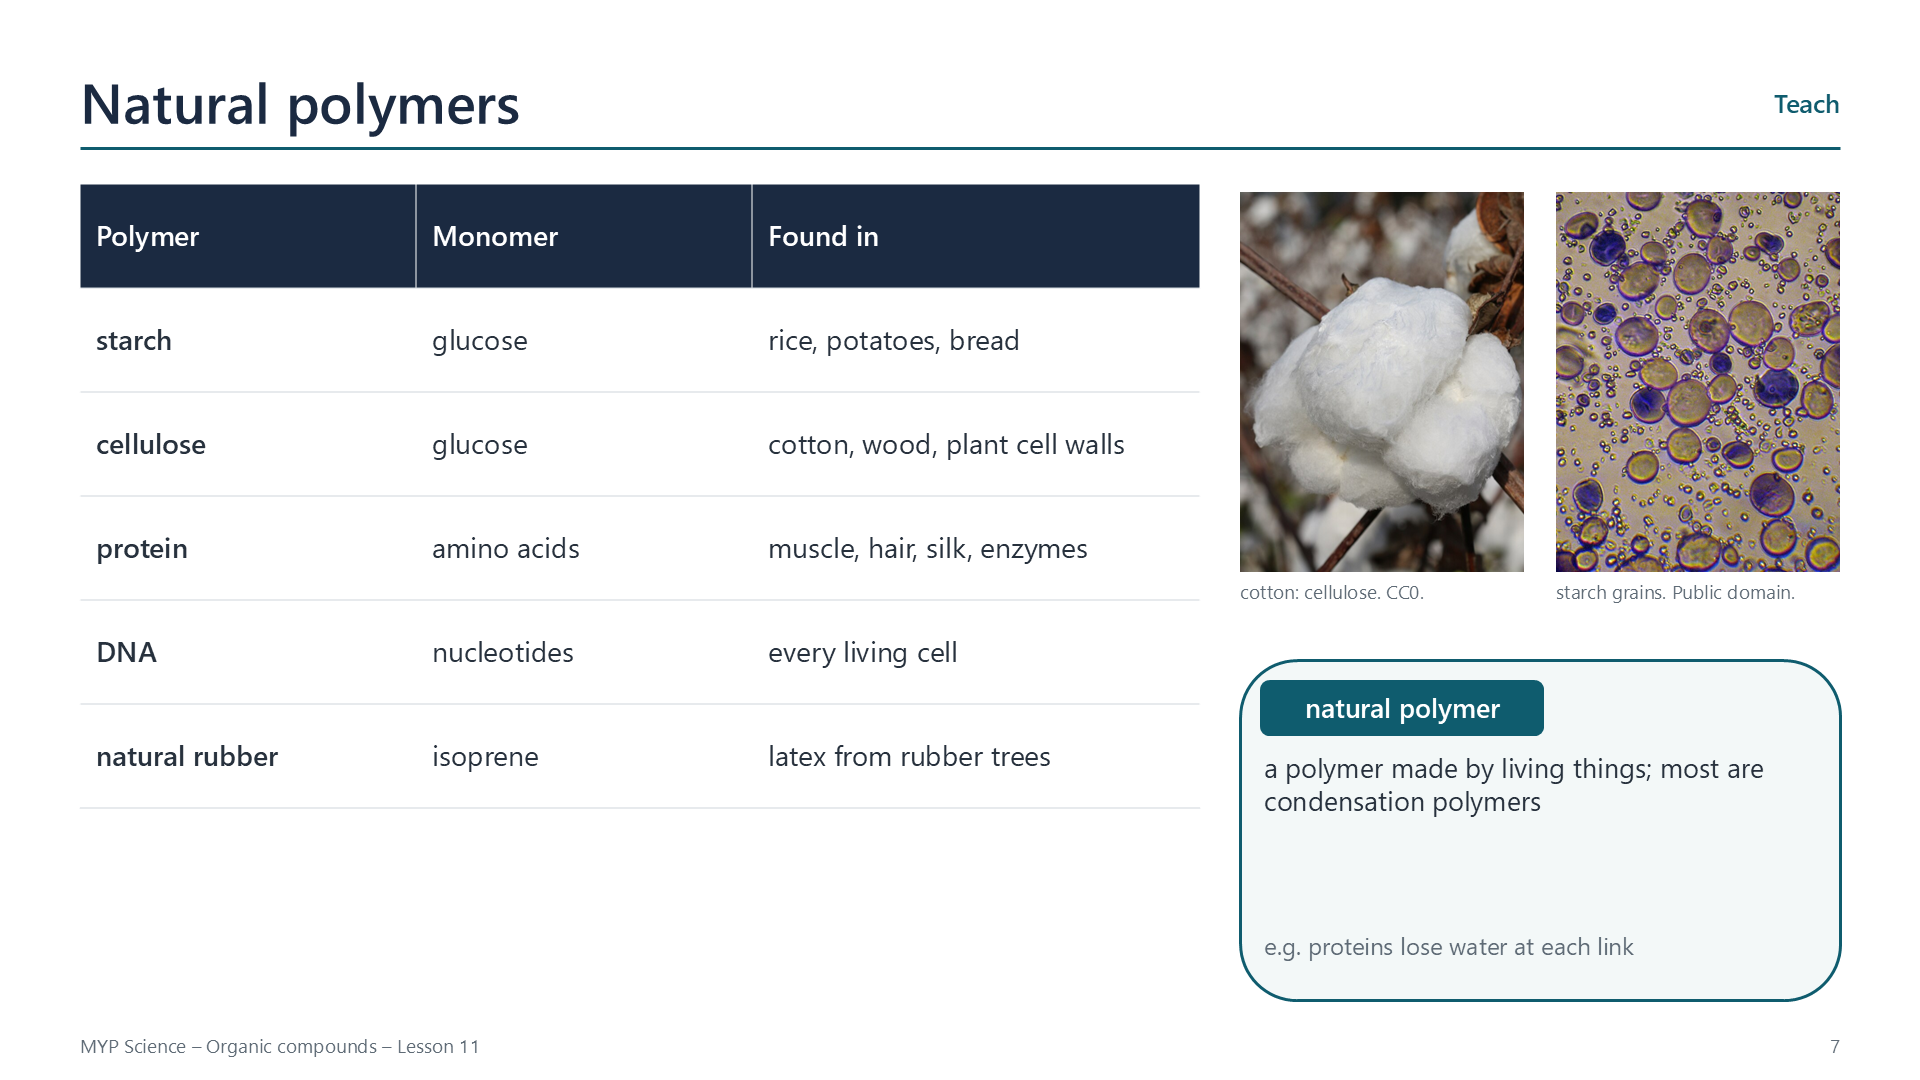 Natural polymers
Teach
Polymer Monomer Found in
starch glucose rice, potatoes, bread
cellulose glucose cotton, wood, plant cell walls
protein amino acids muscle, hair, silk, enzymes
DNA nucleotides every living cell
natural rubber isoprene latex from rubber trees
cotton: cellulose. CC0.
starch grains. Public domain.
natural polymer
a polymer made by living things; most are
condensation polymers
e.g. proteins lose water at each link
MYP Science – Organic compounds – Lesson 11
7